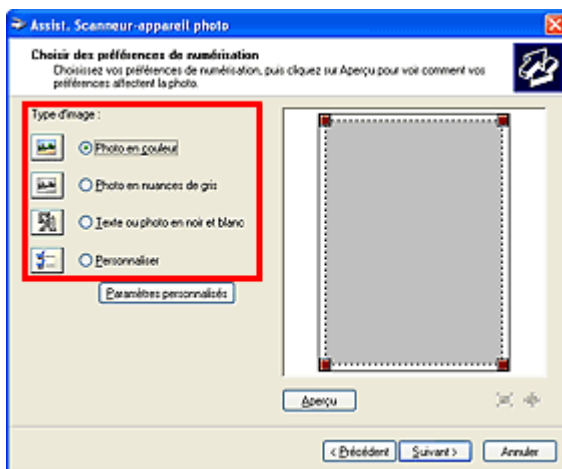 Assist. Scanneur-appareil photo
Choisir des préférences de numérisation
Choisissez vos préférences de numérisation, puis cliquez sur Aperçu pour voir comment vos
préférences affectent la photo.
Type d'image :
Photo en couleur
Photo en nuances de gris
Texte ou photo en noir et blanc
Personnaliser
Paramètres personnalisés
Aperçu
< Précédent
Suivant >
Annuler